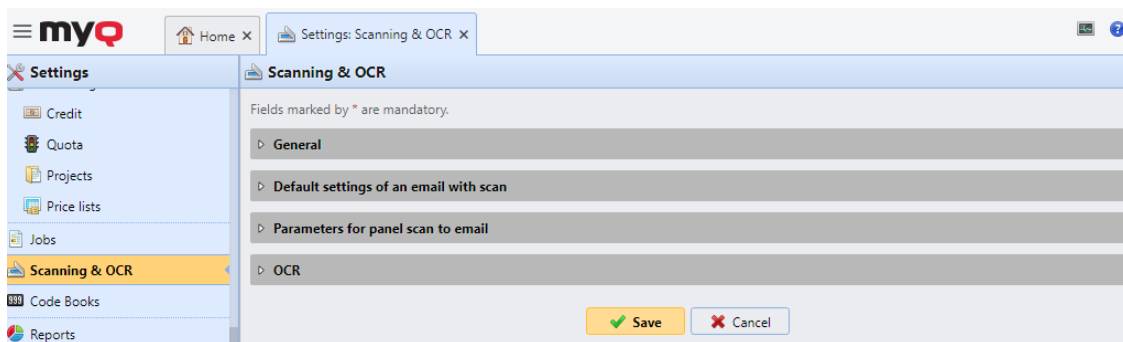 myQ
Home
Settings: Scanning & OCR
?
Settings
Scanning & OCR
Credit
Quota
Projects
Price lists
Jobs
Scanning & OCR
999 Code Books
Reports
Fields marked by * are mandatory.
General
Default settings of an email with scan
Parameters for panel scan to email
OCR
Save
Cancel